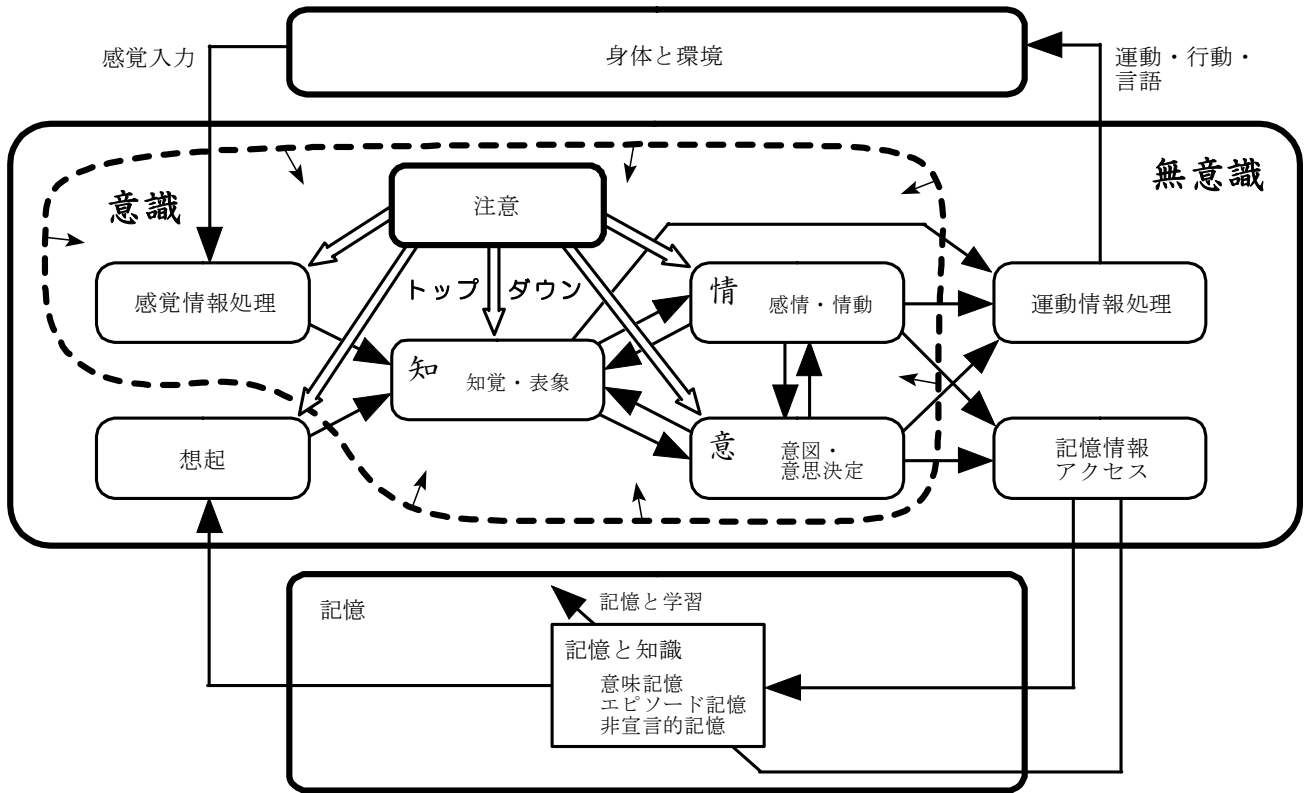 身体と環境
感覚入力
運動・行動・
言語
無意識
意識
注意
トップ
ダウン
感覚情報処理
情
感情・情動
運動情報処理
知
知覚・表象
想起
意
意図・
意思決定
記憶情報
アクセス
記憶
記憶と学習
記憶と知識
意味記憶
エピソード記憶
非宣言的記憶